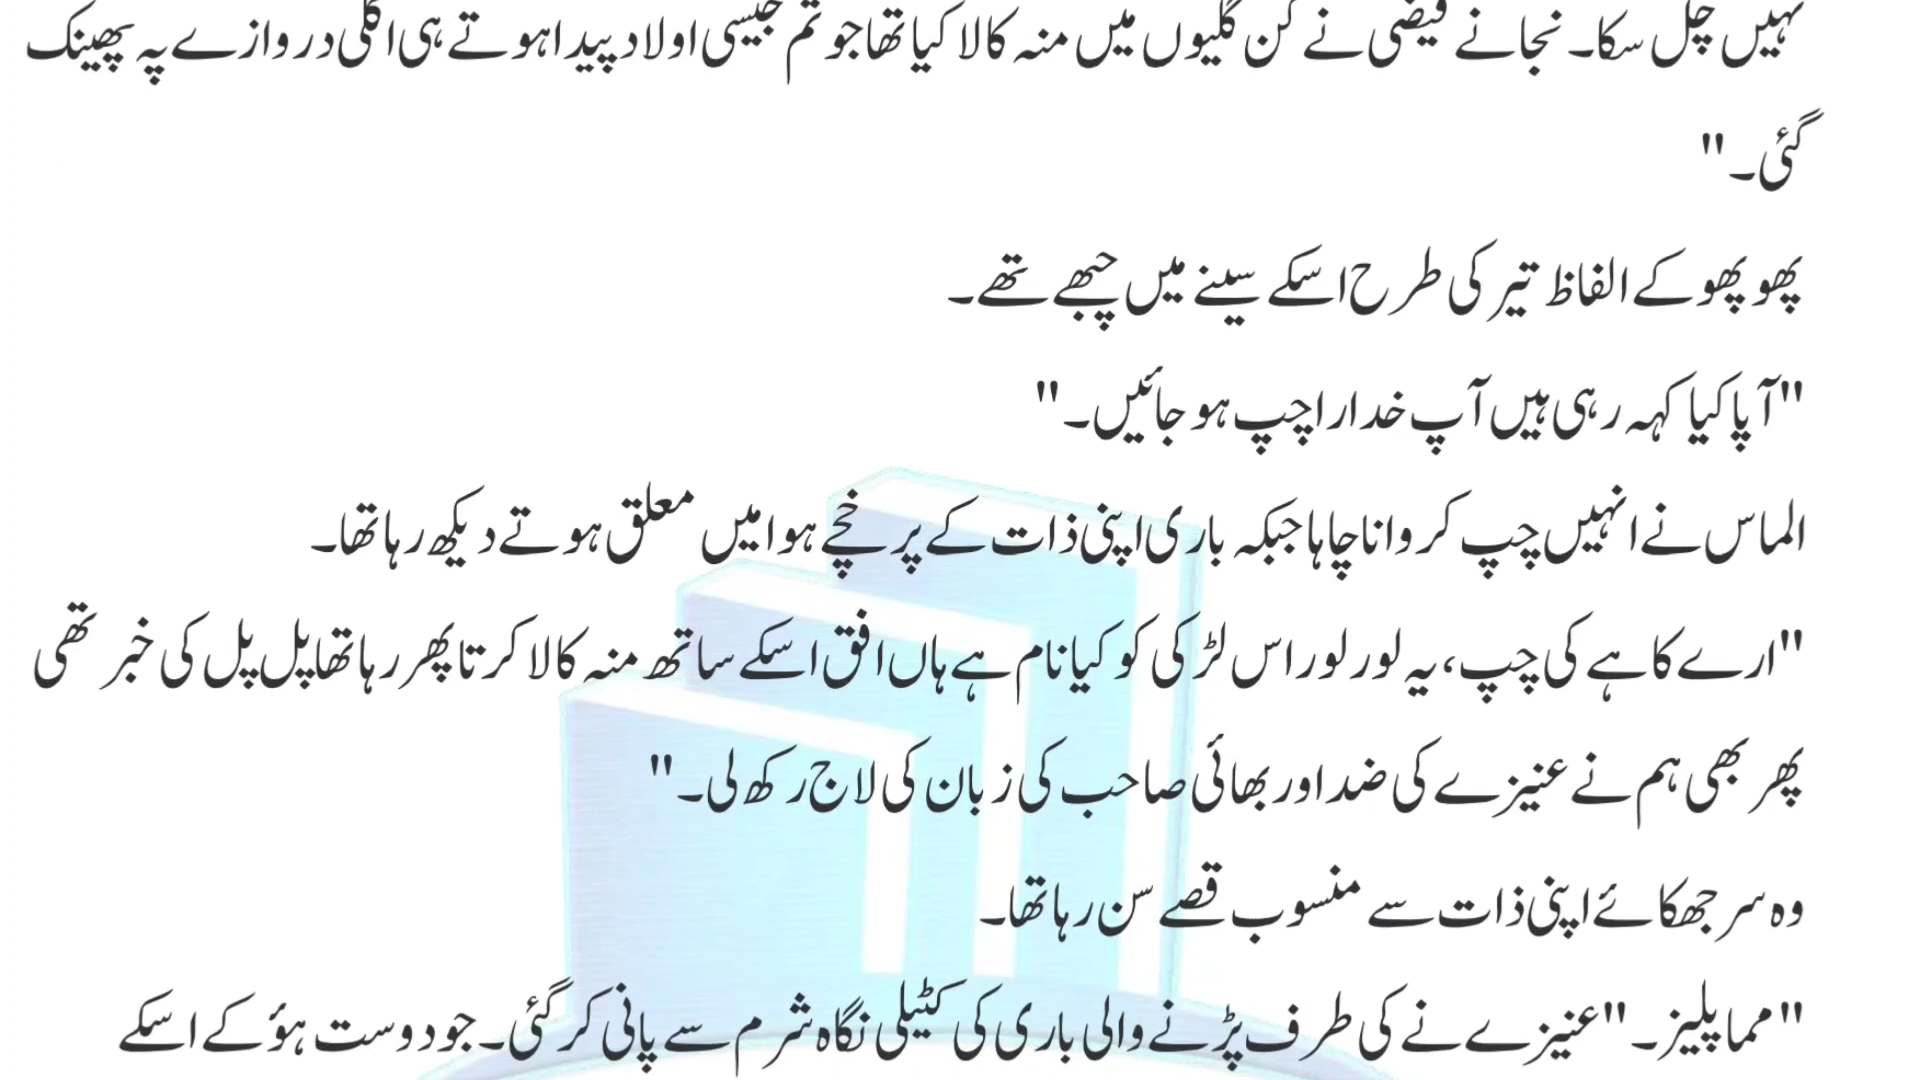 نہیں چل سکا۔ نجانے فیضی نے کن گلیوں میں منہ کالا کیا تھا جو تم جیسی اولاد پیدا ہوتے ہی اگلی دروازے پہ پھینک
گئی۔"
پھوپھو کے الفاظ تیر کی طرح اسکے سینے میں چبھے تھے۔
"آپا کیا کہہ رہی ہیں آپ خدارا چپ ہو جائیں۔"
الماس نے انہیں چپ کروانا چاہا جبکہ باری اپنی ذات کے پرخچے ہوا میں معلق ہوتے دیکھ رہا تھا۔
"ارے کاہے کی چپ، یہ لور لور اس لڑکی کو کیا نام ہے ہاں افق اسکے ساتھ منہ کالا کرتا پھر رہا تھا پل پل کی خبر تھی
پھر بھی ہم نے عنیزے کی ضد اور بھائی صاحب کی زبان کی لاج رکھ لی۔"
وہ سر جھکائے اپنی ذات سے منسوب قصے سن رہا تھا۔
"مما پلیز۔" عنیزے نے کی طرف پڑنے والی باری کی کٹیلی نگاہ شرم سے پانی کر گئی۔ جو دوست ہؤ کے اسکے